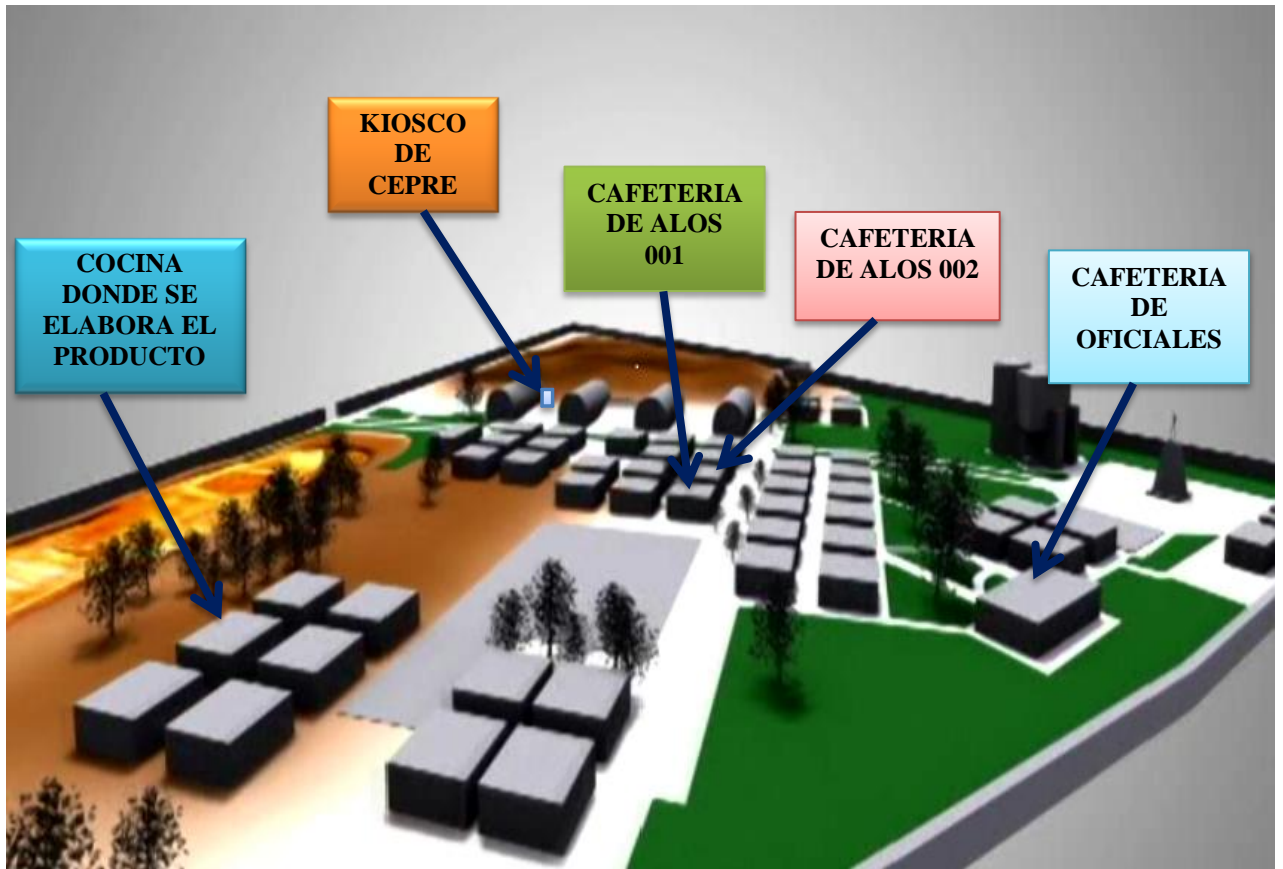 KIOSCO
DE
CEPRE
CAFETERIA
DE ALOS
001
CAFETERIA
DE ALOS 002
COCINA
DONDE SE
ELABORA EL
PRODUCTO
CAFETERIA
DE
OFICIALES